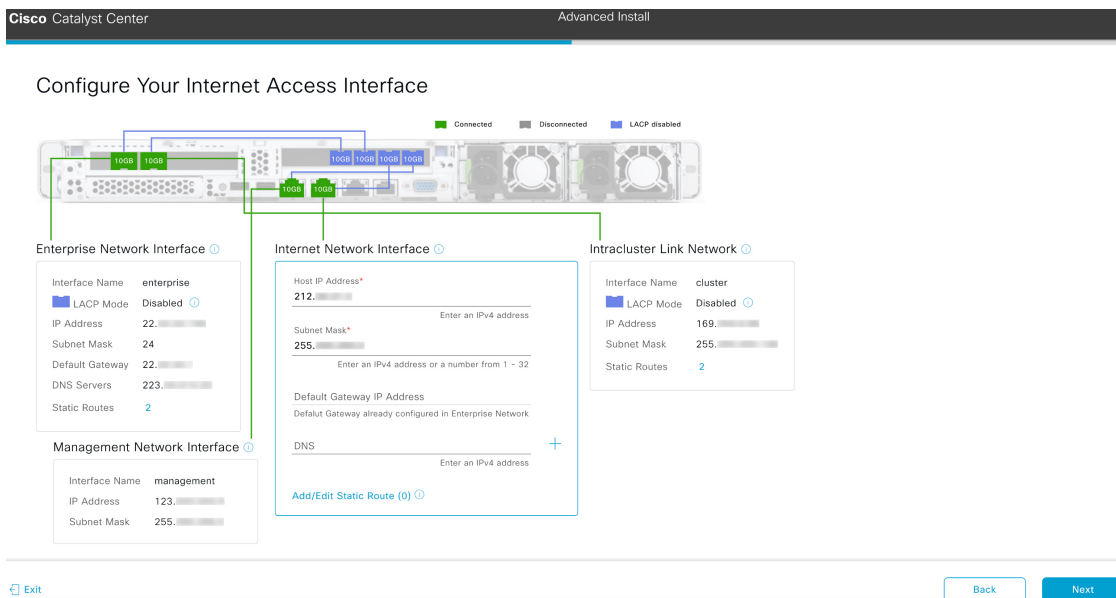 Cisco Catalyst Center
Advanced Install
Configure Your Internet Access Interface
Connected
Disconnected
LACP disabled
10GB 10GB
10GB 10GB 10GB 10GB
10GB 10GB
Enterprise Network Interface
Interface Name enterprise
LACP Mode Disabled
IP Address 22.
Subnet Mask 24
Default Gateway 22.
DNS Servers 223.
Static Routes 2
Management Network Interface
Interface Name management
IP Address 123.
Subnet Mask 255.
Internet Network Interface
Host IP Address*
212.
Enter an IPv4 address
Subnet Mask*
255.
Enter an IPv4 address or a number from 1 - 32
Default Gateway IP Address
Defalut Gateway already configured in Enterprise Network
DNS
Enter an IPv4 address
Add/Edit Static Route (0)
Intracluster Link Network
Interface Name cluster
LACP Mode Disabled
IP Address 169.
Subnet Mask 255.
Static Routes 2
Exit
Back
Next